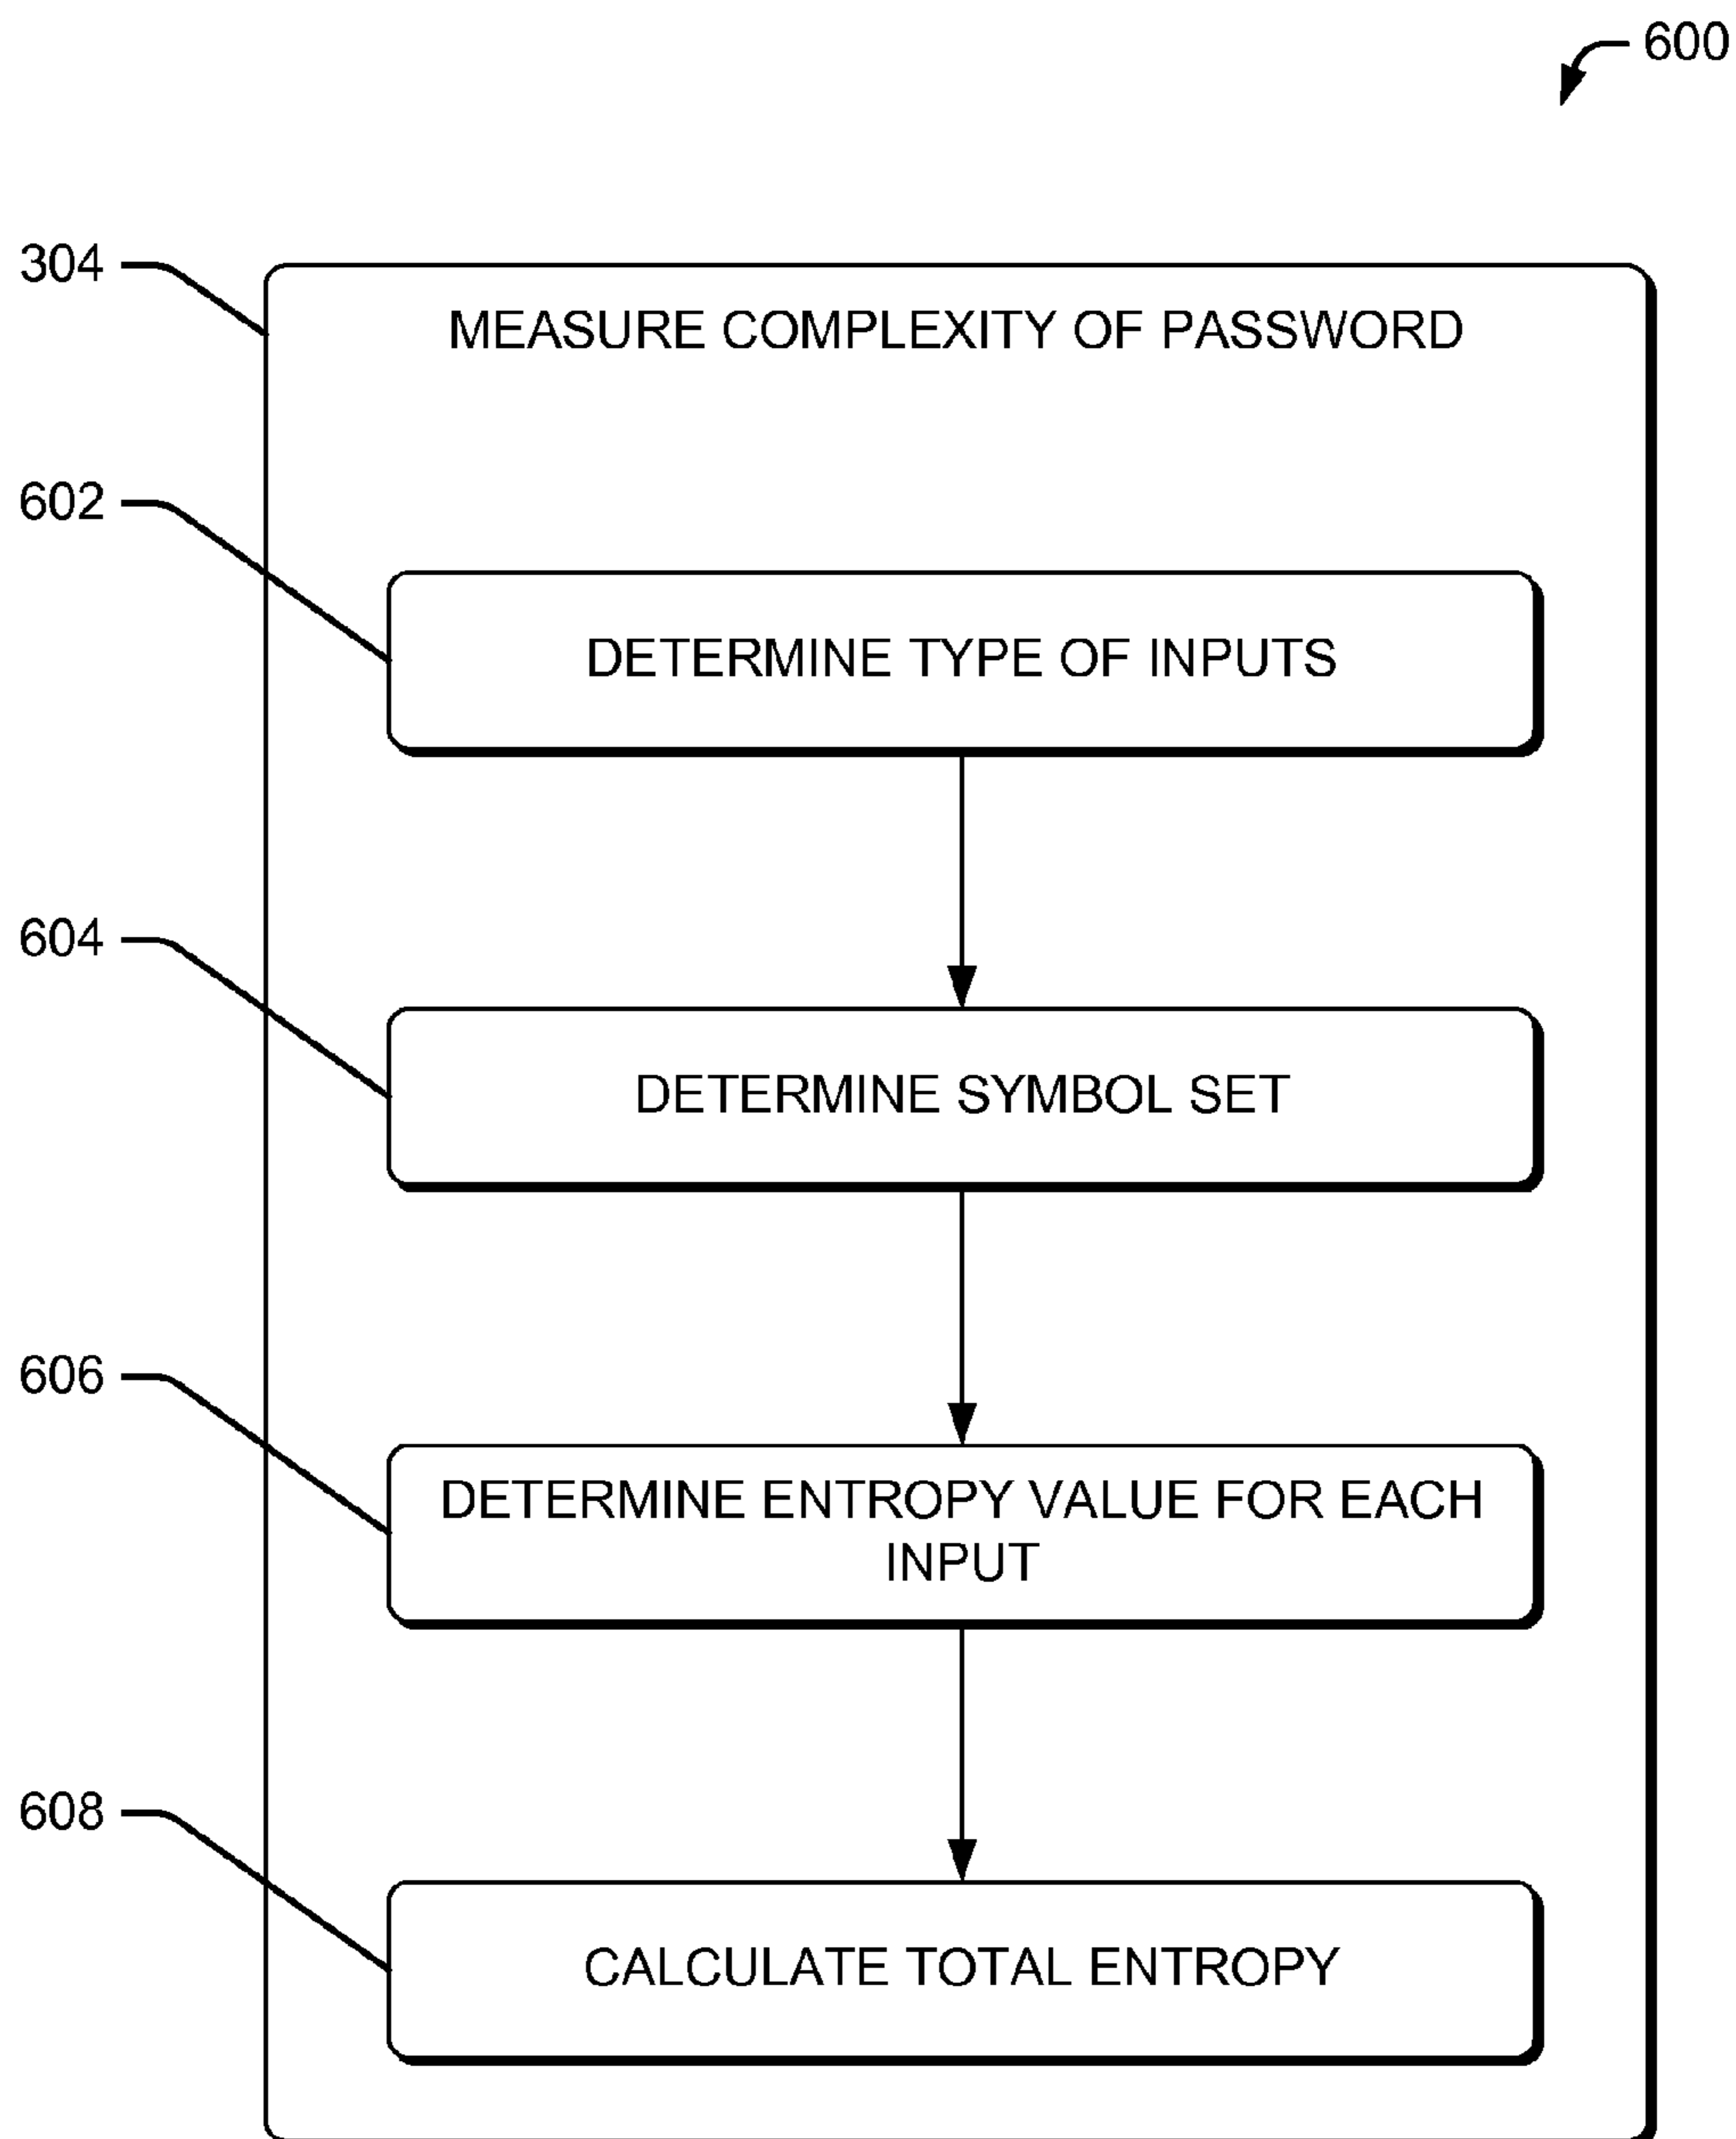 600
304
MEASURE COMPLEXITY OF PASSWORD
602
DETERMINE TYPE OF INPUTS
604
DETERMINE SYMBOL SET
606
DETERMINE ENTROPY VALUE FOR EACH
INPUT
608
CALCULATE TOTAL ENTROPY